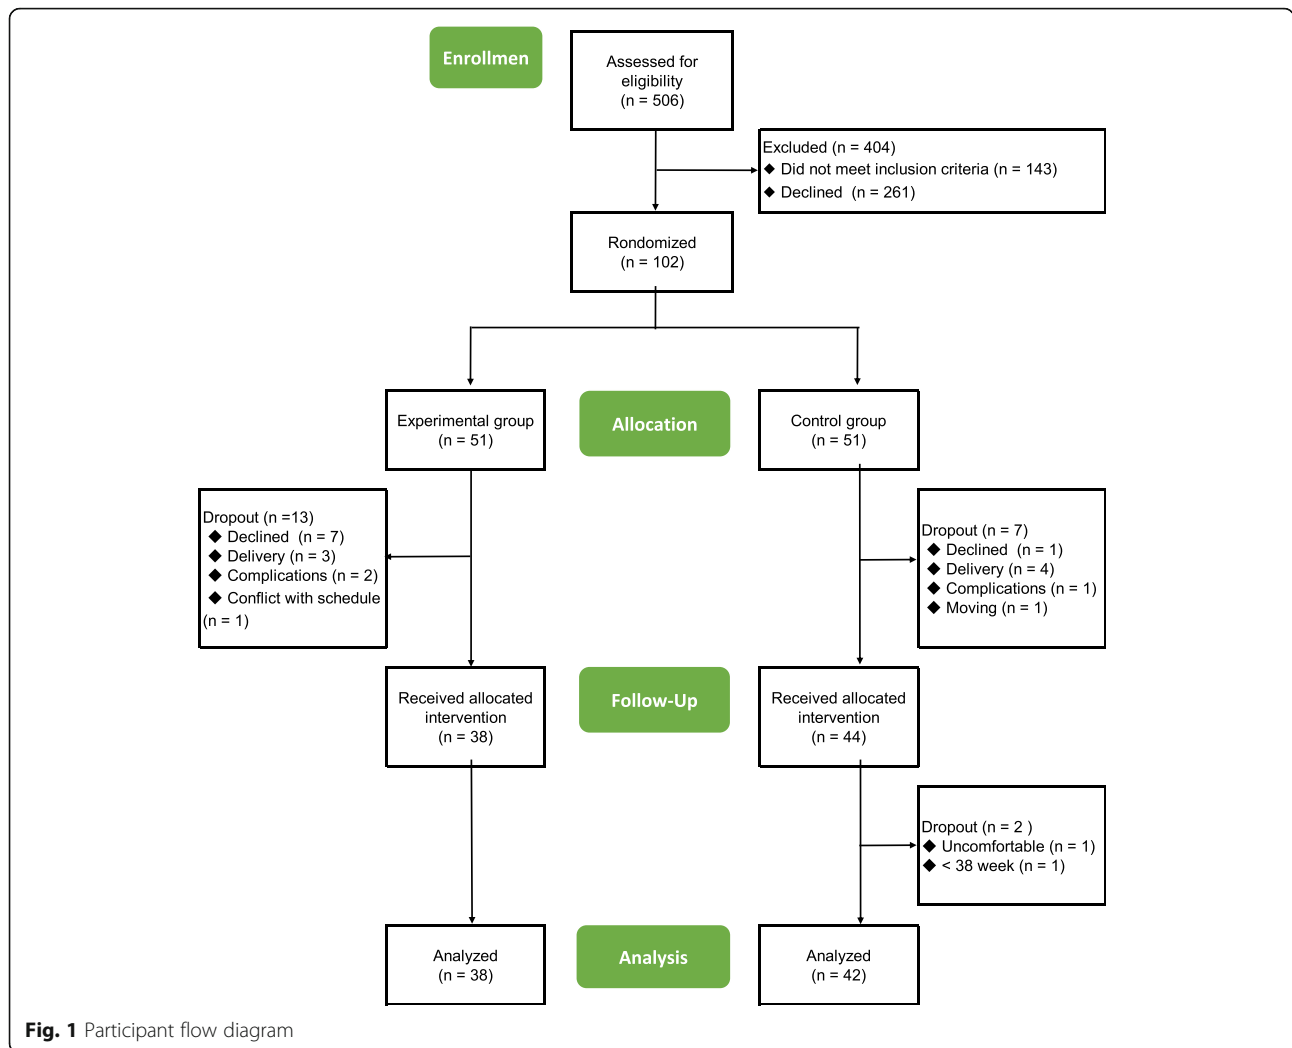 Enrollmen
Assessed for
eligibility
(n = 506)
Excluded (n = 404)
◆ Did not meet inclusion criteria (n = 143)
◆ Declined (n = 261)
Rondomized
(n = 102)
Experimental group
(n = 51)
Allocation
Control group
(n = 51)
Dropout (n =13)
◆ Declined (n = 7)
◆ Delivery (n = 3)
◆ Complications (n = 2)
◆ Conflict with schedule
(n = 1)
Dropout (n = 7)
◆ Declined (n = 1)
◆ Delivery (n = 4)
◆ Complications (n = 1)
◆ Moving (n = 1)
Received allocated
intervention
(n = 38)
Follow-Up
Received allocated
intervention
(n = 44)
Dropout (n = 2 )
◆ Uncomfortable (n = 1)
◆ < 38 week (n = 1)
Analyzed
(n = 38)
Analysis
Analyzed
(n = 42)
Fig. 1 Participant flow diagram